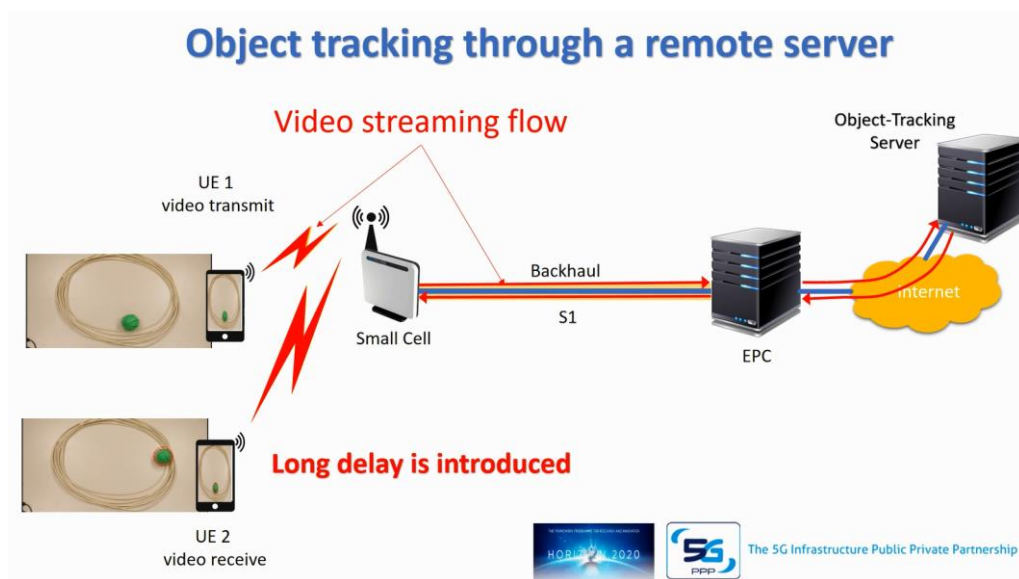 Object tracking through a remote server
Video streaming flow
Object-Tracking
Server
UE 1
video transmit
Backhaul
S1
Small Cell
EPC
internet
Long delay is introduced
UE 2
video receive
HORIZON 2020
5G
PPP
The 5G Infrastructure Public Private Partnership